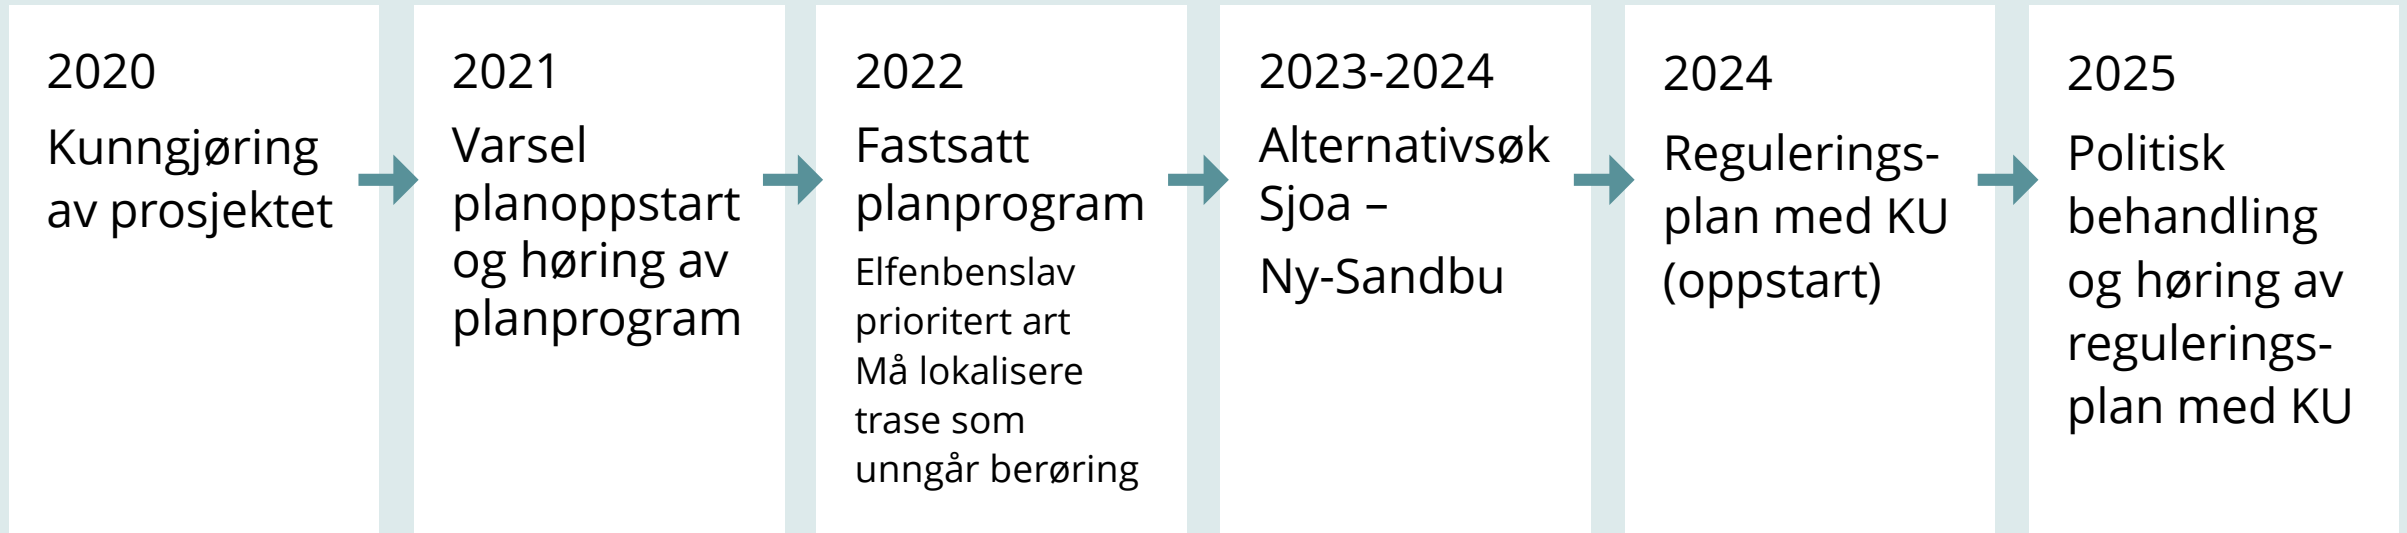 2020
Kunngjøring
av prosjektet
2021
Varsel
planoppstart
og høring av
planprogram
2022
Fastsatt
planprogram
Elfenbenslav
prioritert art
Må lokalisere
trase som
unngår berøring
2023-2024
Alternativsøk
Sjoa –
Ny-Sandbu
2024
Regulerings-
plan med KU
(oppstart)
2025
Politisk
behandling
og høring av
regulerings-
plan med KU